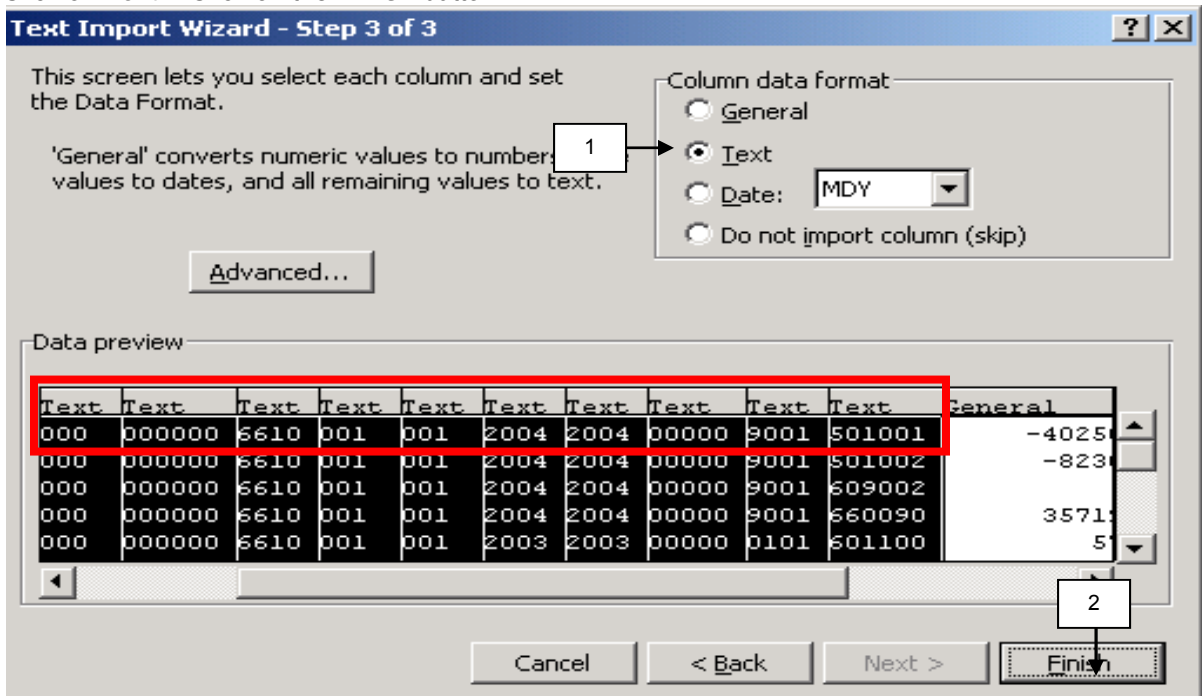 Text Import Wizard - Step 3 of 3
This screen lets you select each column and set
the Data Format.
'General' converts numeric values to numbers
values to dates, and all remaining values to text.
Advanced...
Column data format
General
1
Text
Date: MDY
Do not import column (skip)
Data preview
Text Text Text Text Text Text Text Text Text Text General
000 000000 6610 001 001 2004 2004 00000 9001 501001 -4025
000 000000 6610 001 001 2004 2004 00000 9001 501002 -823
000 000000 6610 001 001 2004 2004 00000 9001 609002
000 000000 6610 001 001 2004 2004 00000 9001 660090 3571
000 000000 6610 001 001 2003 2003 00000 0101 601100 5
2
Cancel < Back Next > Finish